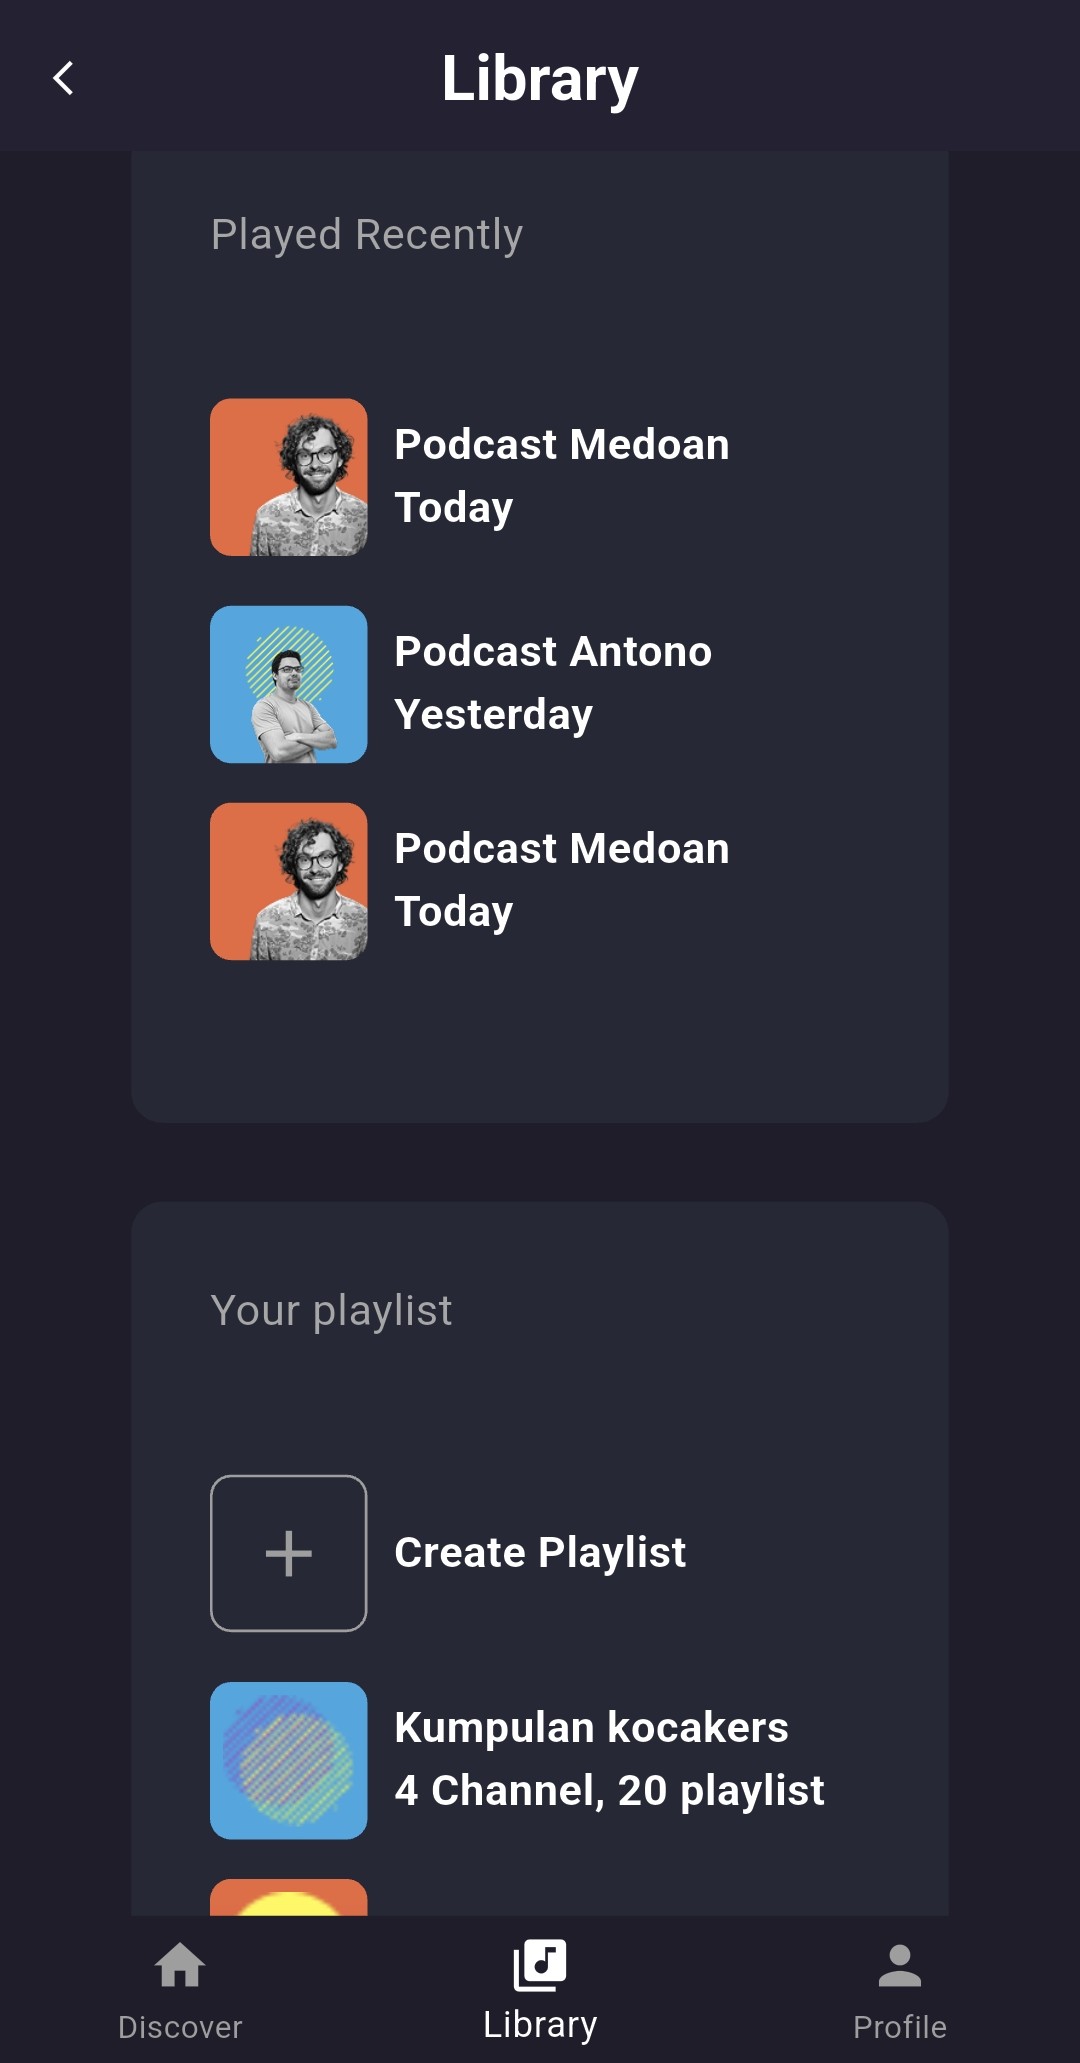 Library
Played Recently
Podcast Medoan
Today
Podcast Antono
Yesterday
Podcast Medoan
Today
Your playlist
Create Playlist
Kumpulan kocakers
4 Channel, 20 playlist
Discover
Library
Profile